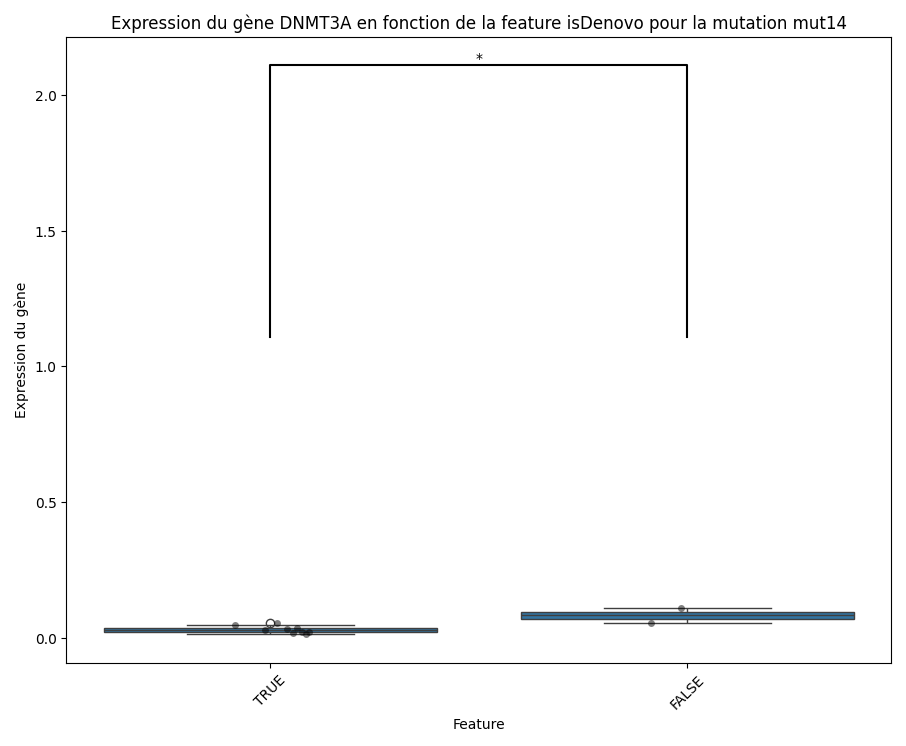 Expression du gène DNMT3A en fonction de la feature isDenovo pour la mutation mut14
*
2.0
1.5
1.0
0.5
0.0
Expression du gène
TRUE
FALSE
Feature